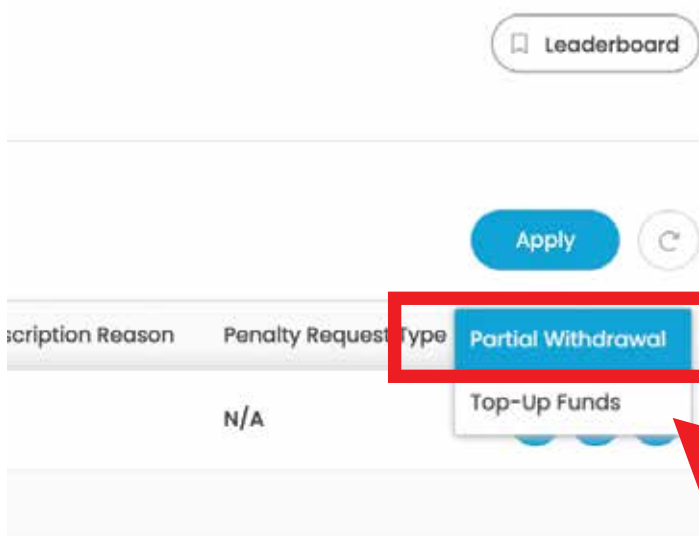 Leaderboard
Apply
scription Reason Penalty Request Type Partial Withdrawal
N/A Top-Up Funds